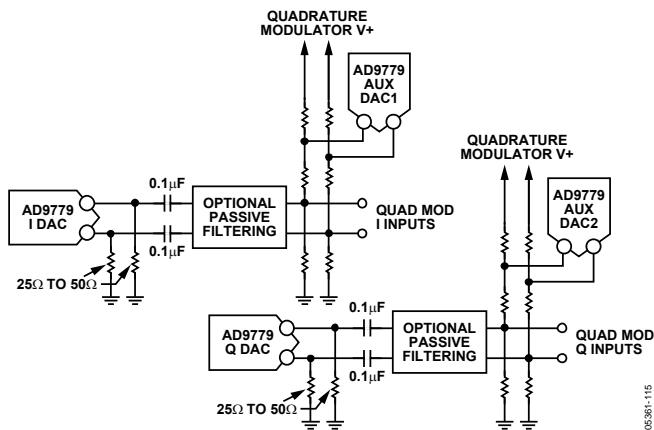 QUADRATURE
MODULATOR V+
AD9779
AUX
DAC1
QUADRATURE
MODULATOR V+
AD9779
AUX
DAC2
0.1µF
AD9779
I DAC
OPTIONAL
PASSIVE
FILTERING
QUAD MOD
I INPUTS
0.1µF
25Ω TO 50Ω
0.1µF
AD9779
Q DAC
OPTIONAL
PASSIVE
FILTERING
QUAD MOD
Q INPUTS
0.1µF
25Ω TO 50Ω
05361-115